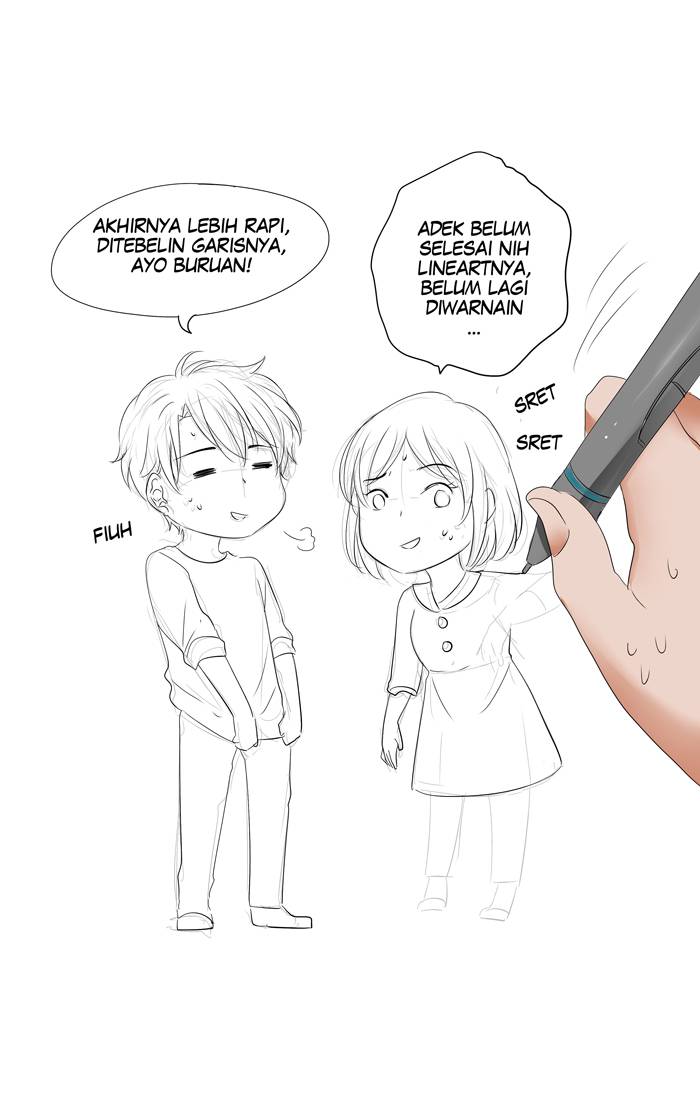 AKHIRNYA LEBIH RAPI,
DITEBELIN GARISNYA,
AYO BURUAN!
ADEK BELUM
SELESAI NIH
LINEARTNYA,
BELUM LAGI
DIWARNAIN
...
SRET
SRET
FIUH